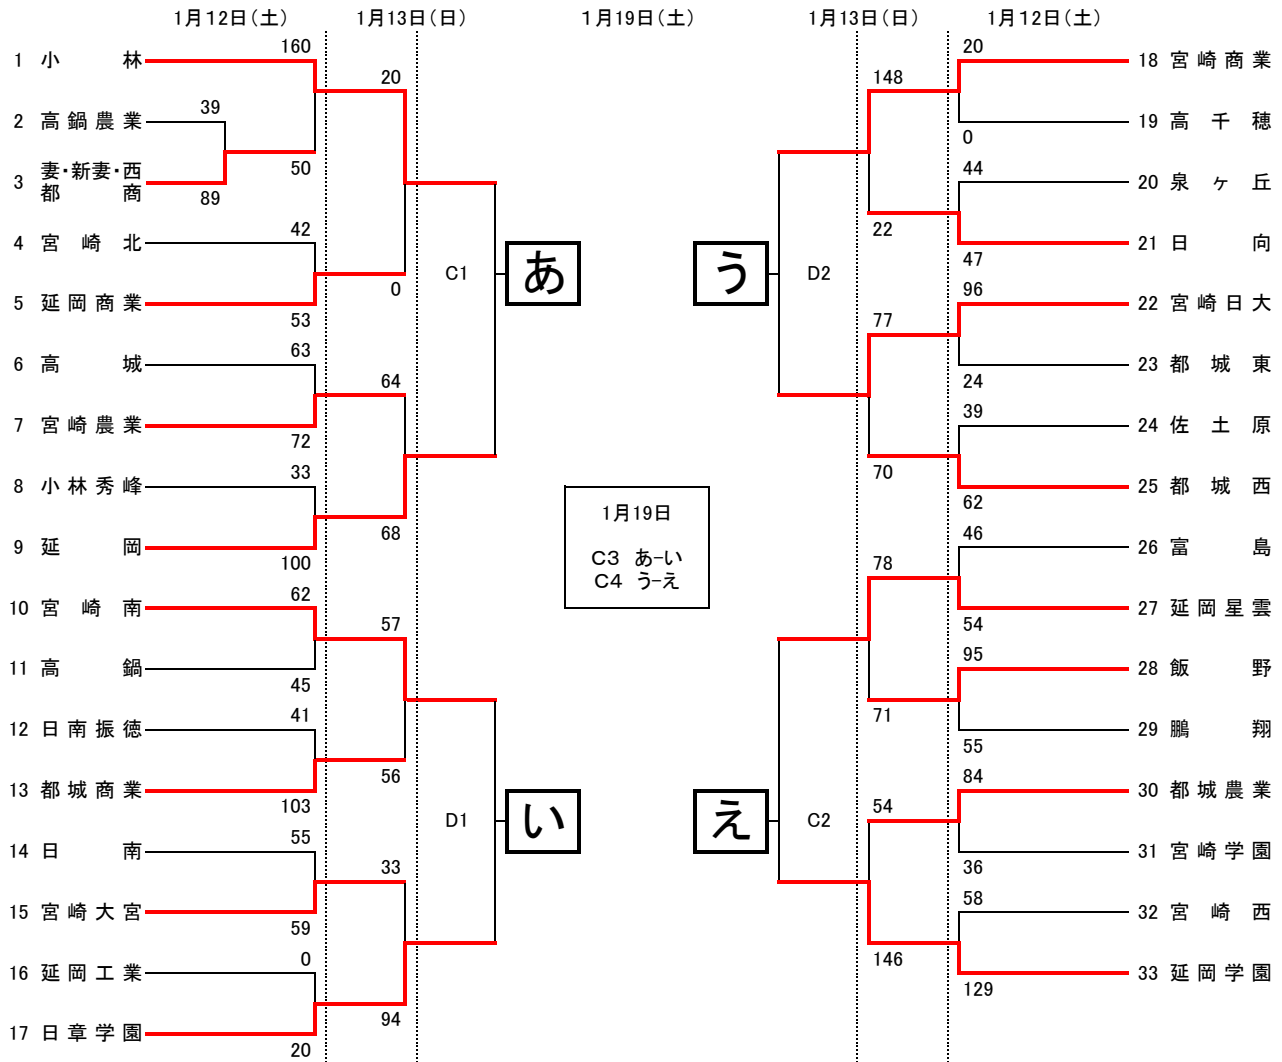 1月12日(土) 1月13日(日) 1月19日(土) 1月13日(日) 1月12日(土)
1 小林 160
20
2 高鍋農業 39
3 妻・新妻・西都商 89
50
4 宮崎北 42
C1
あ
0
5 延岡商業 53
6 高城 63
64
7 宮崎農業 72
8 小林秀峰 33
68
9 延岡 100
10 宮崎南 62
57
11 高鍋 45
12 日南振徳 41
56
13 都城商業 103
D1
い
14 日南 55
33
15 宮崎大宮 59
16 延岡工業 0
94
17 日章学園 20
1月19日
C3 あ-い
C4 う-え
20 18 宮崎商業
148
0 19 高千穂
44 20 泉ヶ丘
22
47 21 日向
う
D2
96 22 宮崎日大
77
24 23 都城東
39 24 佐土原
70
62 25 都城西
46 26 富島
78
54 27 延岡星雲
95 28 飯野
71
55 29 鵬翔
84 30 都城農業
54
え
C2
36 31 宮崎学園
58 32 宮崎西
146
129 33 延岡学園